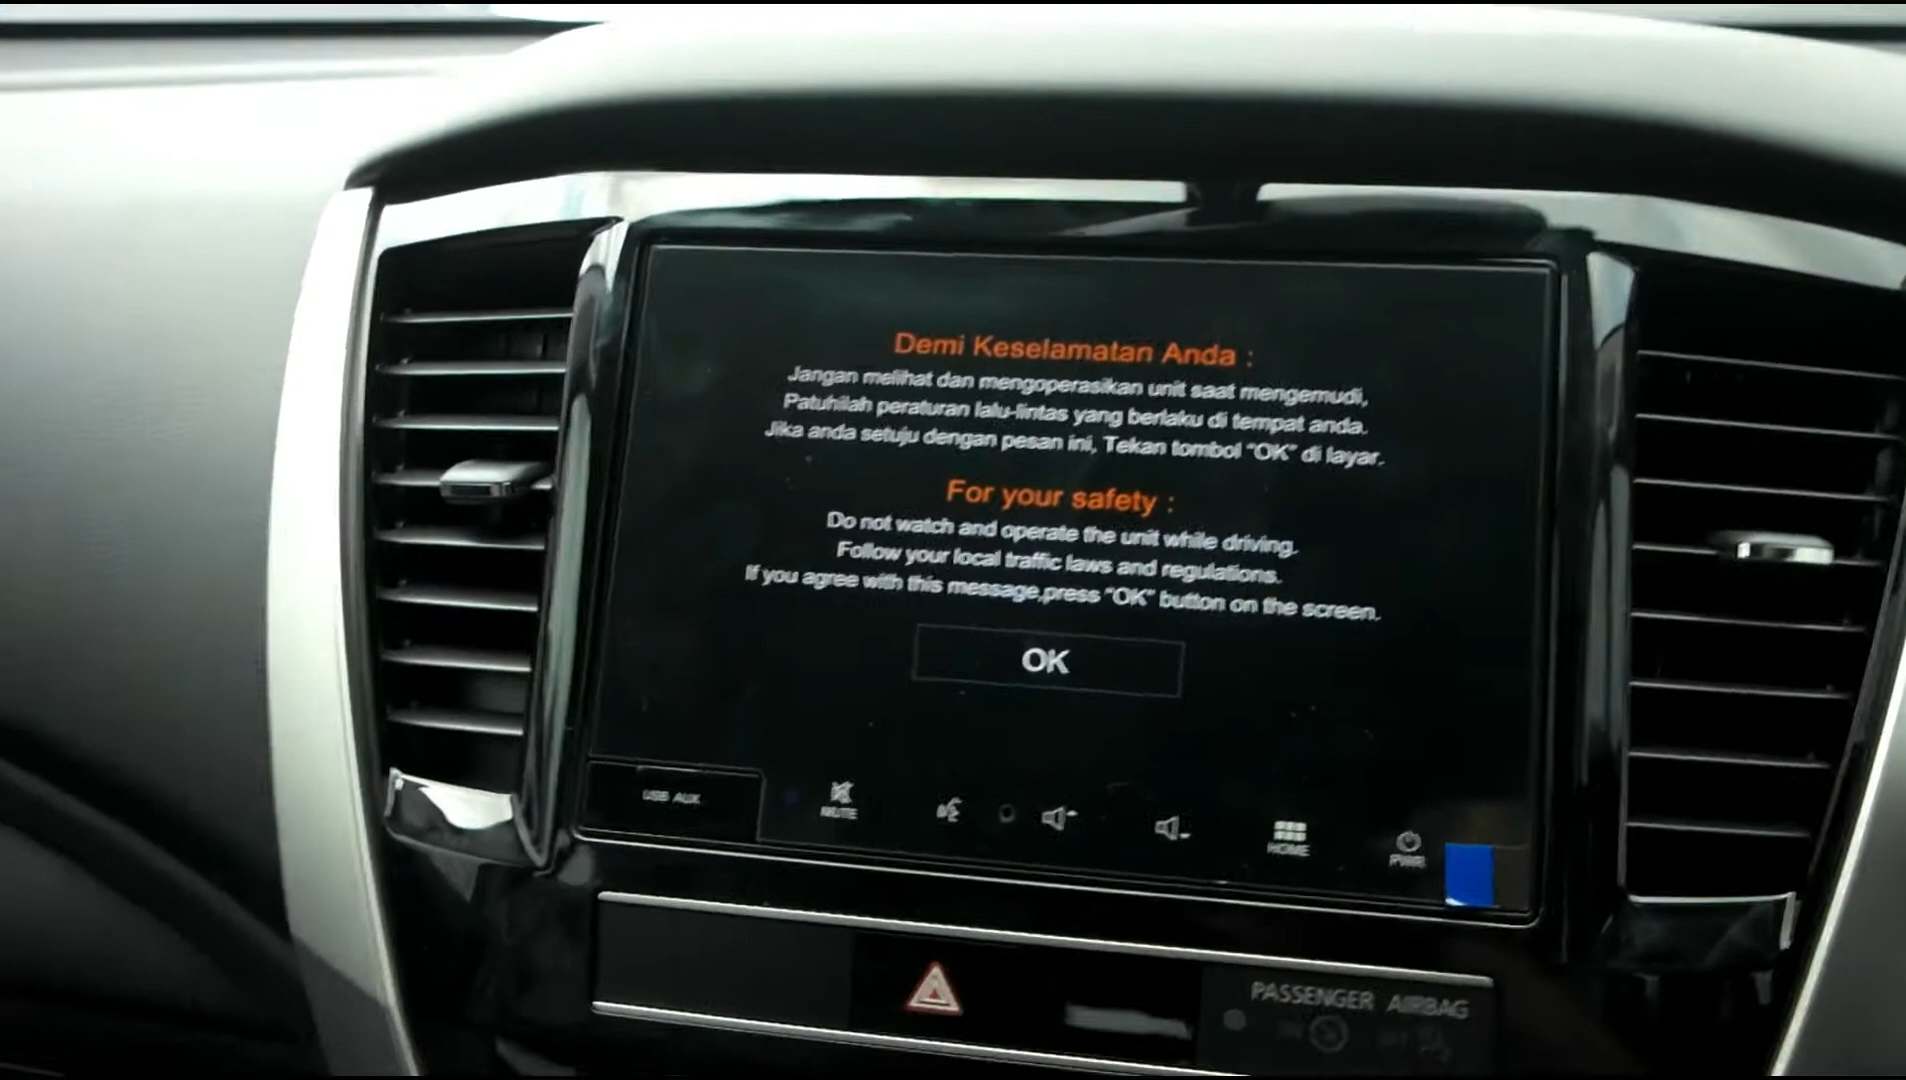 Demi Keselamatan Anda :
Jangan melihat dan mengoperasikan unit saat mengemudi,
Patuhilah peraturan lalu-lintas yang berlaku di tempat anda.
Jika anda setuju dengan pesan ini, Tekan tombol "OK" di layar.
For your safety :
Do not watch and operate the unit while driving.
Follow your local traffic laws and regulations.
If you agree with this message,press "OK" button on the screen.
OK
USB AUX
MUTE
HOME
PWR
PASSENGER AIRBAG